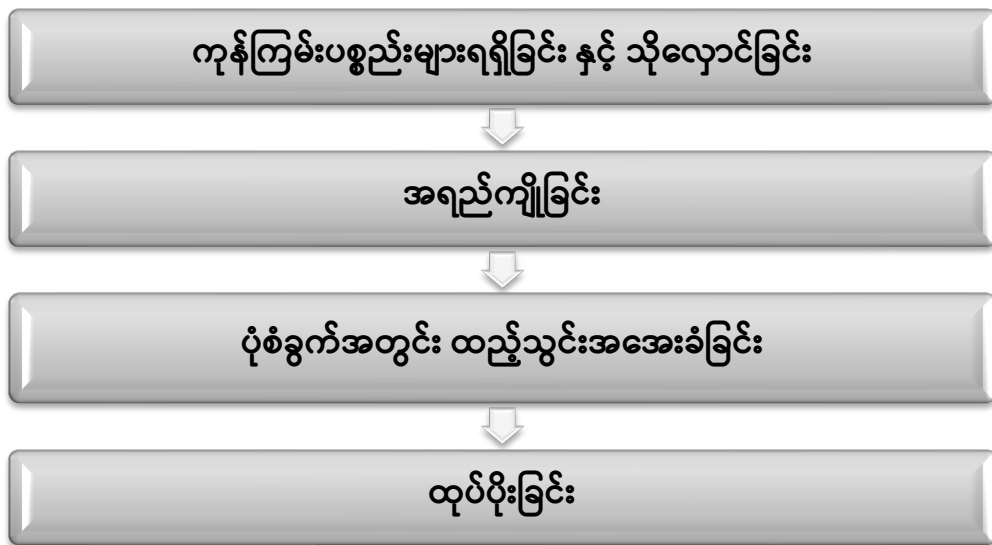 ကုန်ကြမ်းပစ္စည်းများရရှိခြင်း နှင့် သိုလှောင်ခြင်း
အရည်ကျိုခြင်း
ပုံစံခွက်အတွင်း ထည့်သွင်းအအေးခံခြင်း
ထုပ်ပိုးခြင်း